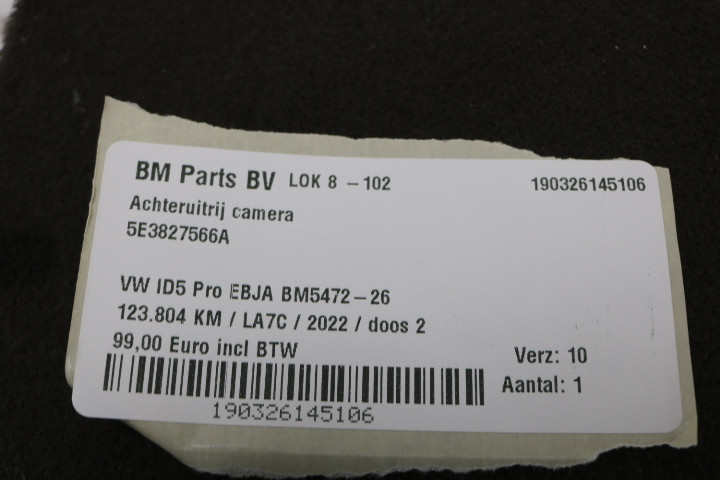 BM Parts BV LOK 8 - 102 190326145106
Achteruitrij camera
5E3827566A
VW ID5 Pro EBJA BM5472-26
123.804 KM / LA7C / 2022 / doos 2
99,00 Euro incl BTW Verz: 10
Aantal: 1
190326145106